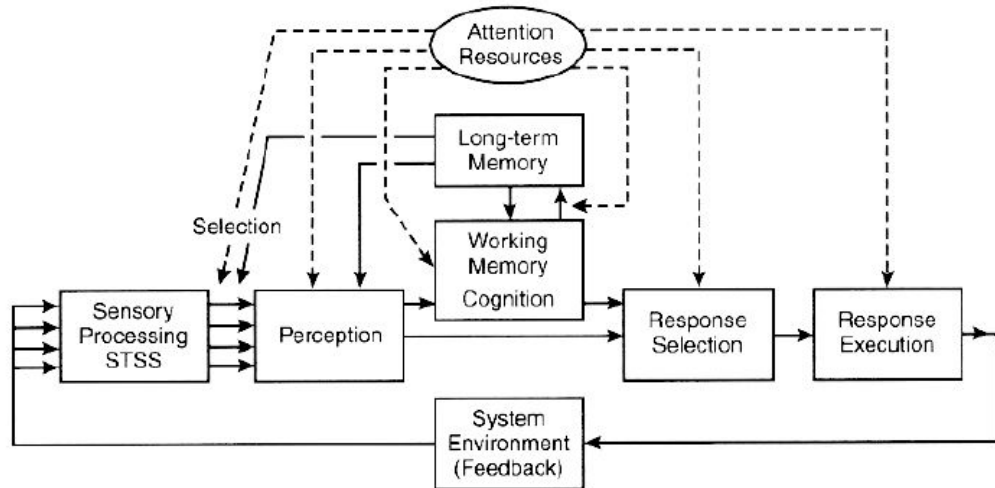 Attention
Resources
Long-term
Memory
Selection
Working
Memory
Cognition
Sensory
Processing
STSS
Perception
Response
Selection
Response
Execution
System
Environment
(Feedback)